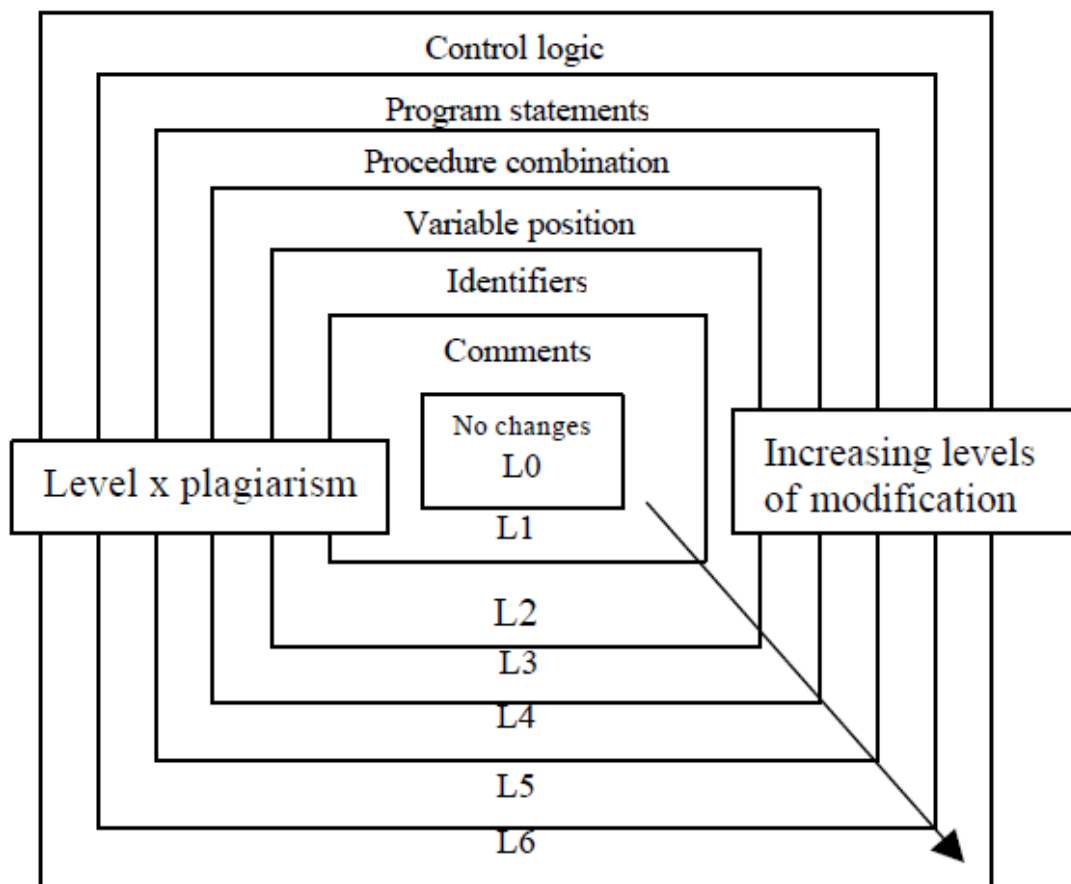 Control logic
Program statements
Procedure combination
Variable position
Identifiers
Comments
No changes
L0
Level x plagiarism
Increasing levels
of modification
L1
L2
L3
L4
L5
L6